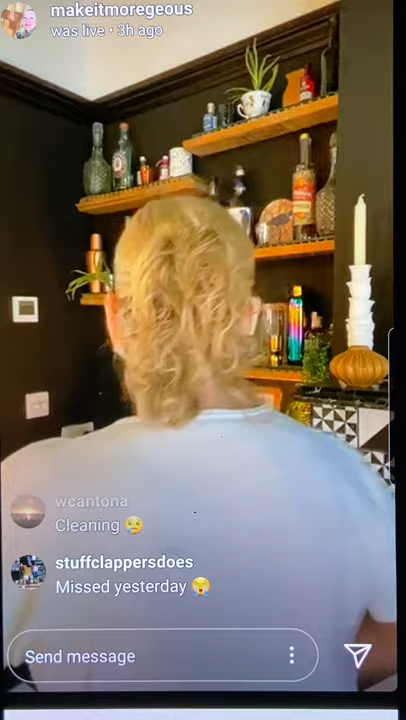 makeitmoregeous
was live • 3h ago
wcantona
Cleaning 😢
stuffclappersdoes
Missed yesterday 😭
Send message